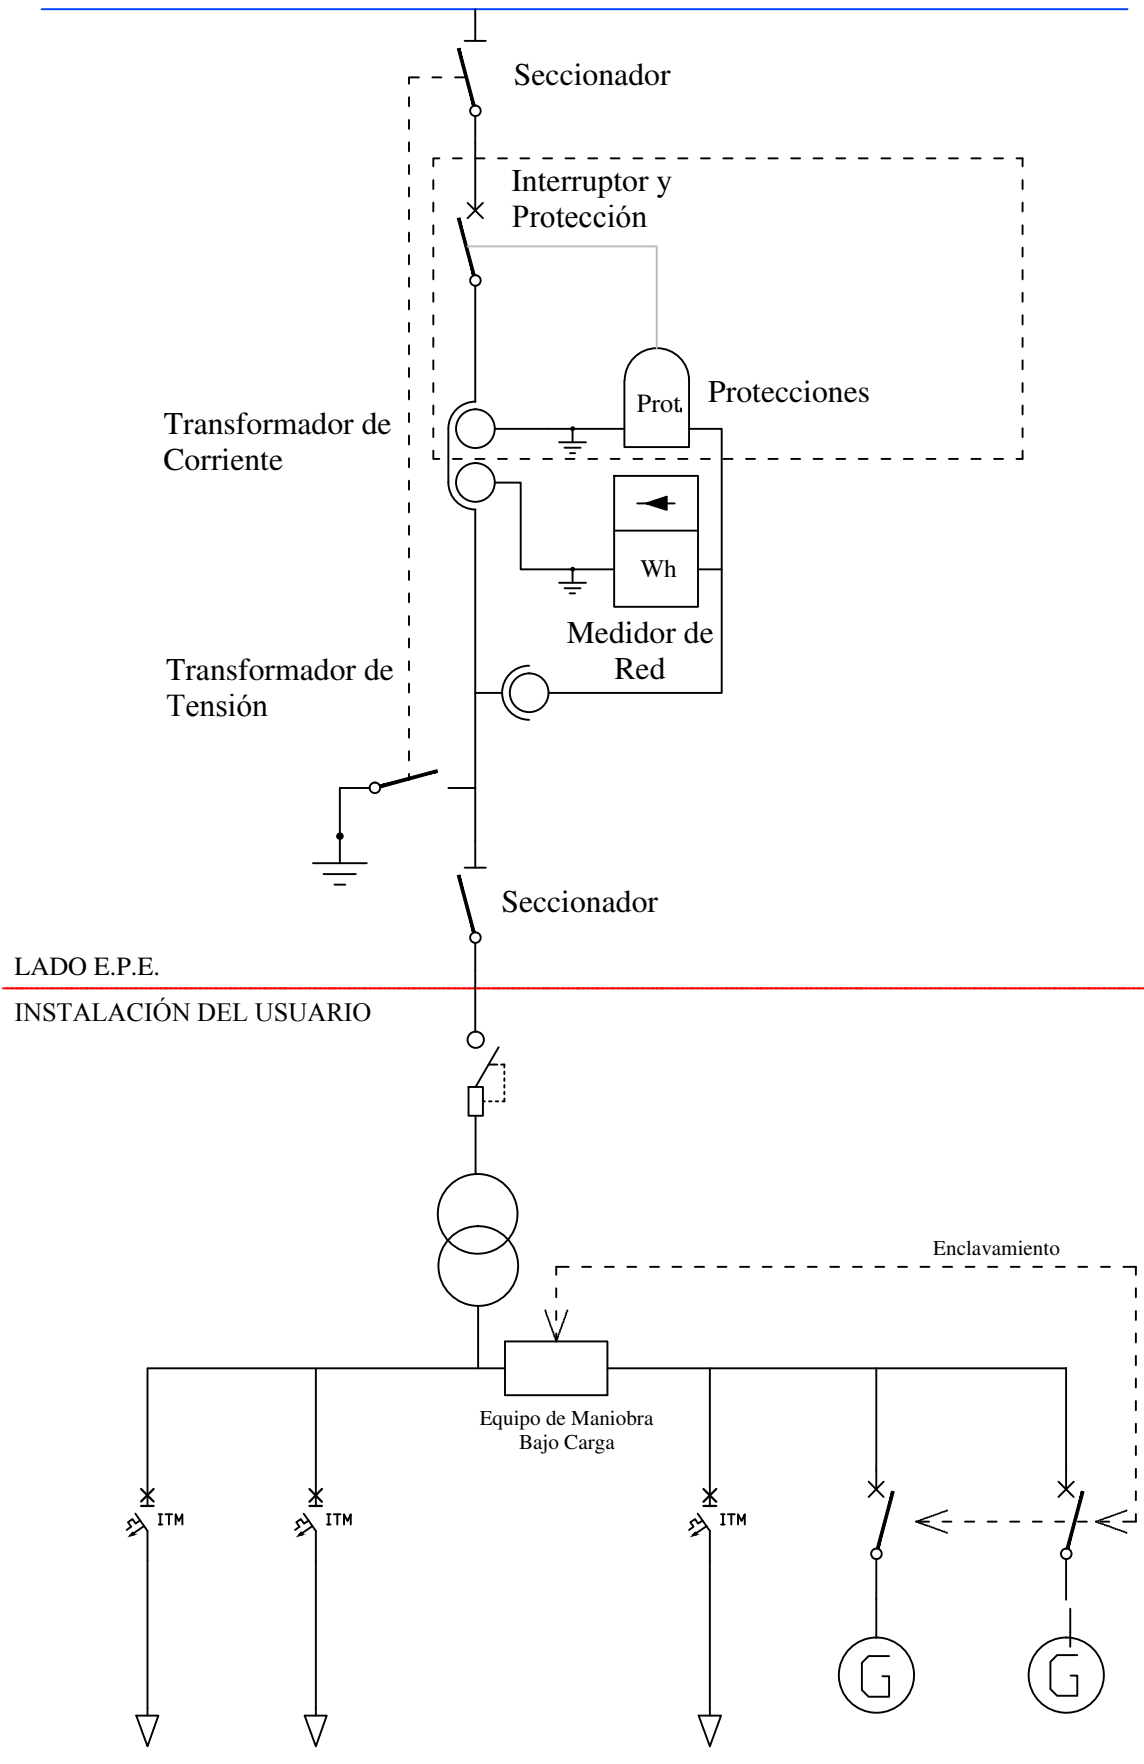 Seccionador
Interruptor y
Protección
Prot.
Protecciones
Transformador de
Corriente
Wh
Medidor de
Red
Transformador de
Tensión
Seccionador
LADO E.P.E.
INSTALACIÓN DEL USUARIO
Enclavamiento
Equipo de Maniobra
Bajo Carga
ITM
ITM
ITM
G
G